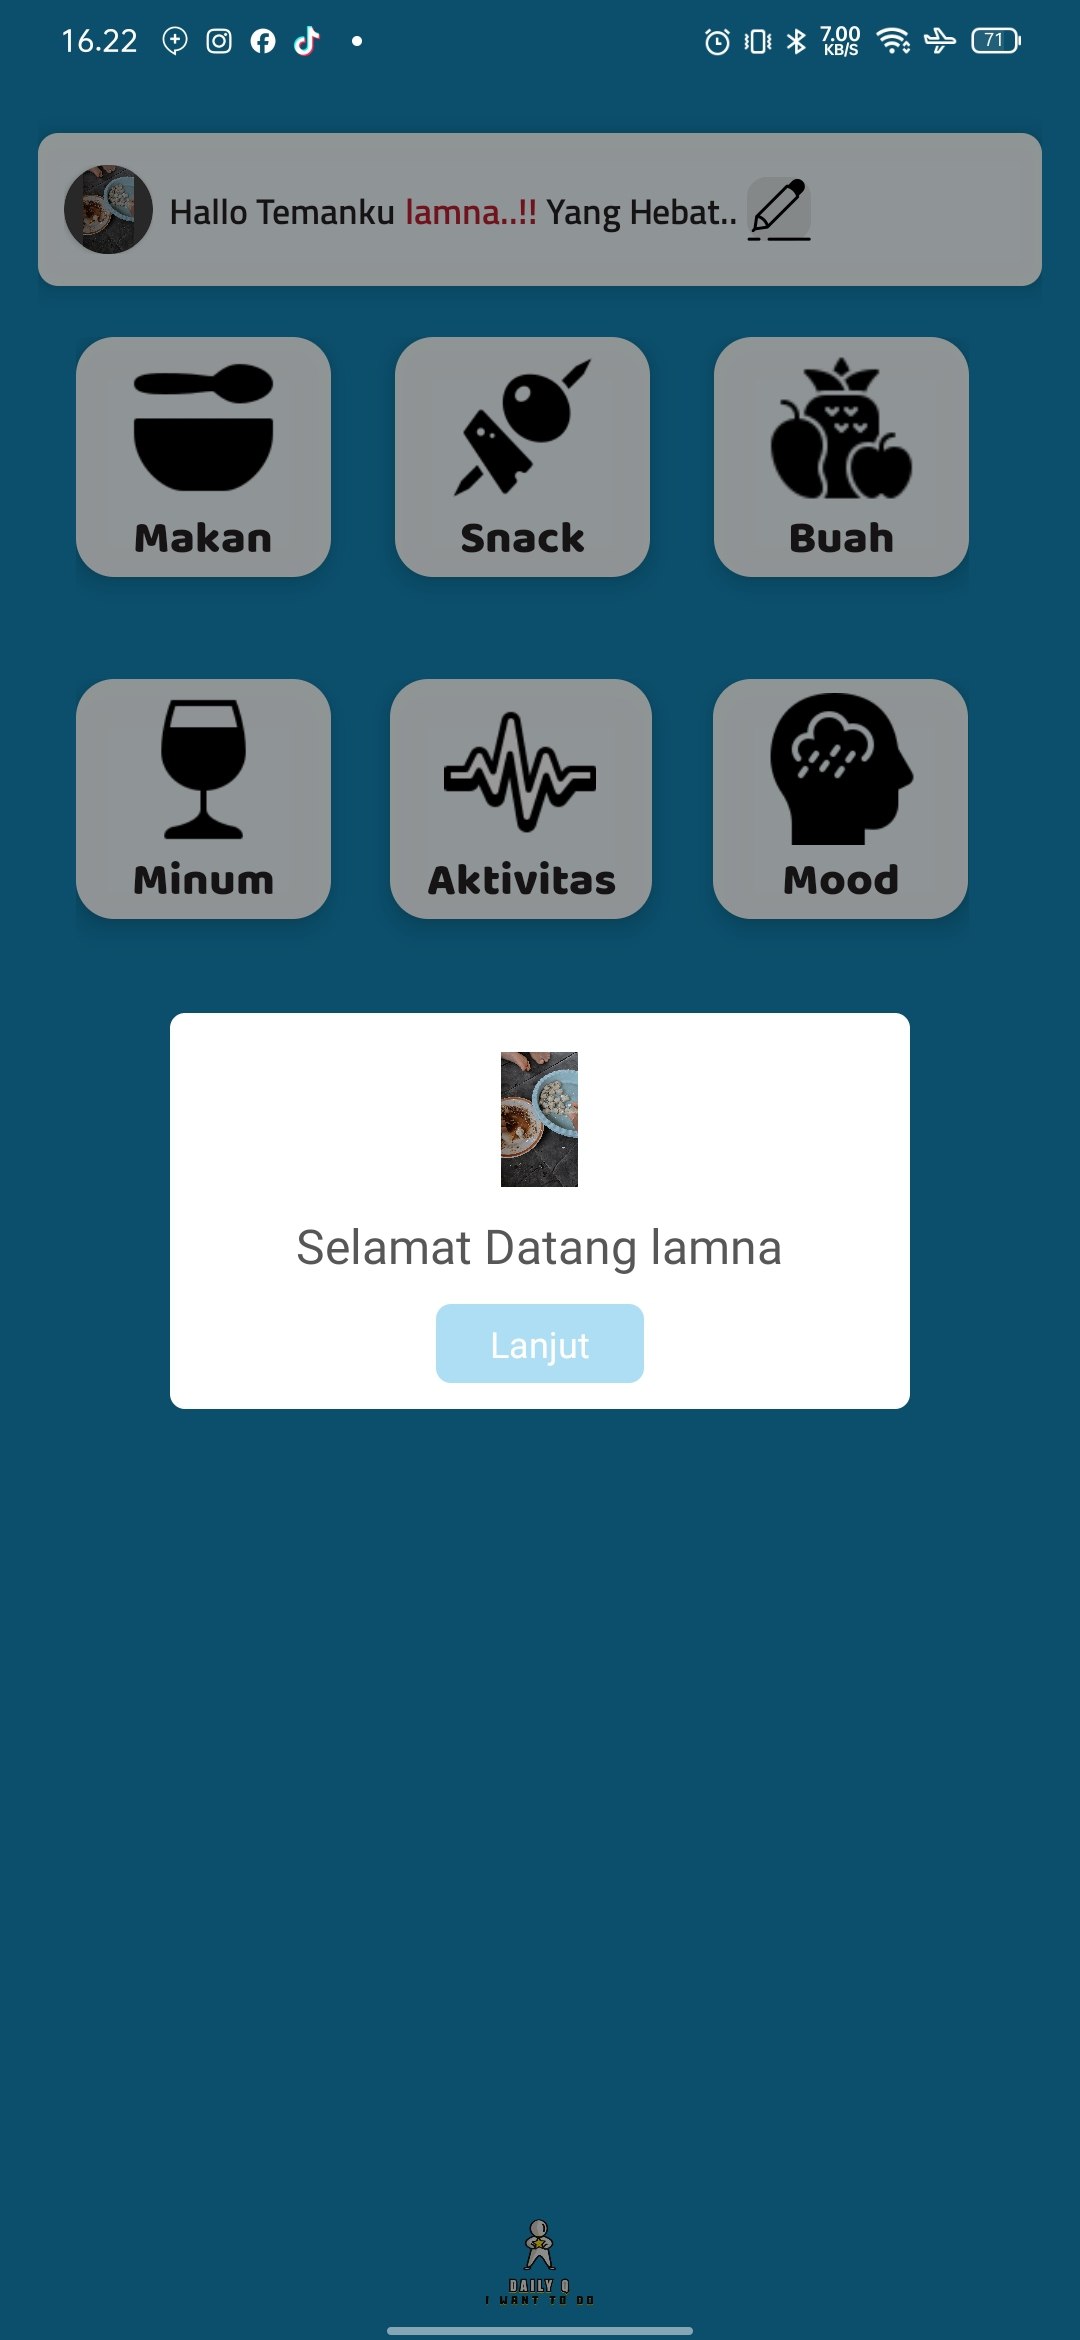 16.22
7.00
KB/S
71
Hallo Temanku lamna..!! Yang Hebat..
Makan
Snack
Buah
Minum
Aktivitas
Mood
Selamat Datang lamna
Lanjut
DAILY Q
I WANT TO DO